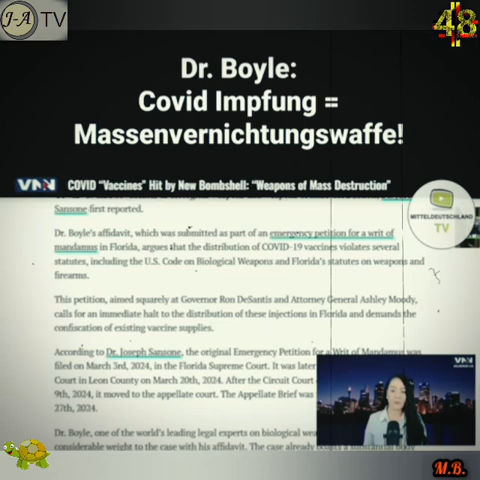 J-A TV
48
Dr. Boyle:
Covid Impfung =
Massenvernichtungswaffe!
VNN COVID “Vaccines” Hit by New Bombshell: “Weapons of Mass Destruction”
Sansone first reported.
MITTELDEUTSCHLAND
TV
Dr. Boyle’s affidavit, which was submitted as part of an emergency petition for a writ of
mandamus in Florida, argues that the distribution of COVID-19 vaccines violates several
statutes, including the U.S. Code on Biological Weapons and Florida’s statutes on weapons and
firearms.
This petition, aimed squarely at Governor Ron DeSantis and Attorney General Ashley Moody,
calls for an immediate halt to the distribution of these injections in Florida and demands the
confiscation of existing vaccine supplies.
According to Dr. Joseph Sansone, the original Emergency Petition for a Writ of Mandamus was
filed on March 3rd, 2024, in the Florida Supreme Court. It was later
Court in Leon County on March 20th, 2024. After the Circuit Court
9th, 2024, it moved to the appellate court. The Appellate Brief was
27th, 2024.
VNN
Dr. Boyle, one of the world’s leading legal experts on biological
considerable weight to the case with his affidavit. The case already
M.B.